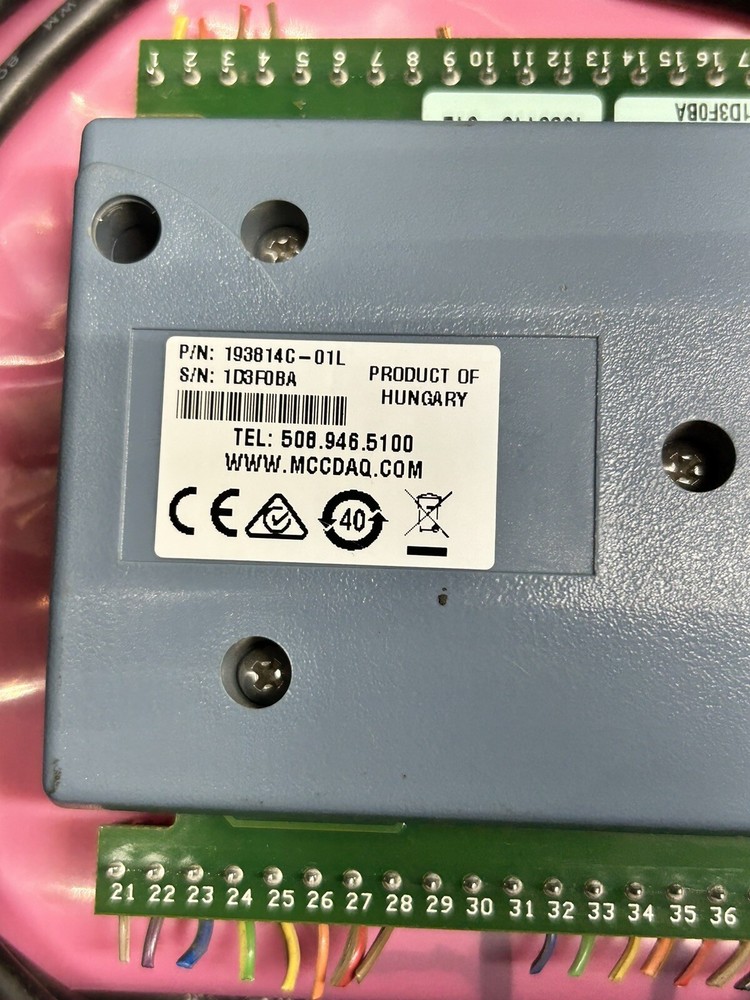 1 2 3 4 5 6 7 8 9 10 11 12 13 14 15 16 7
1D3F0BA
P/N: 193814C-01L
S/N: 1D3F0BA
PRODUCT OF
HUNGARY
TEL: 508.946.5100
WWW.MCCDAQ.COM
CE
40
21 22 23 24 25 26 27 28 29 30 31 32 33 34 35 36